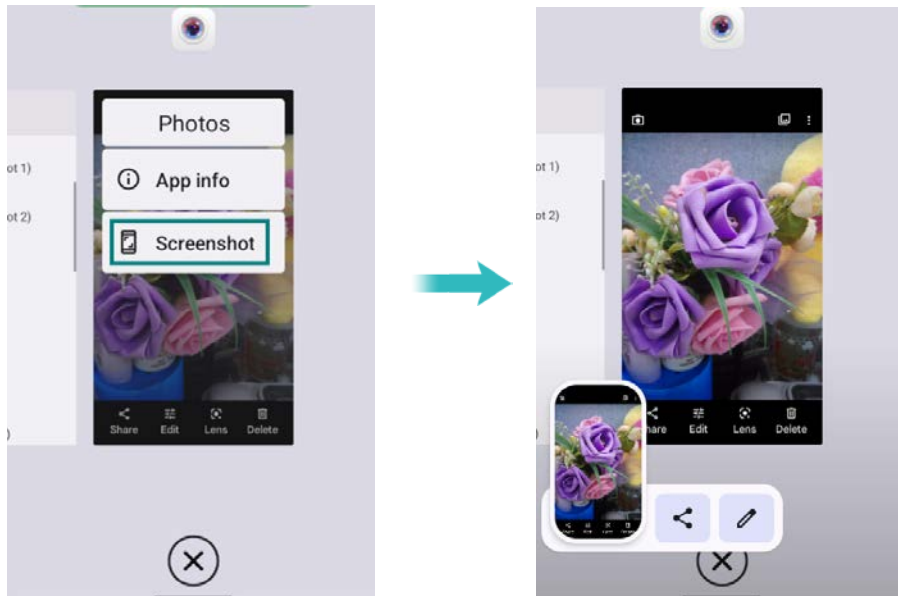 Photos
App info
Screenshot
ot 1)
ot 2)
)
Share Edit Lens Delete
ot 1)
ot 2)
)
hare Edit Lens Delete